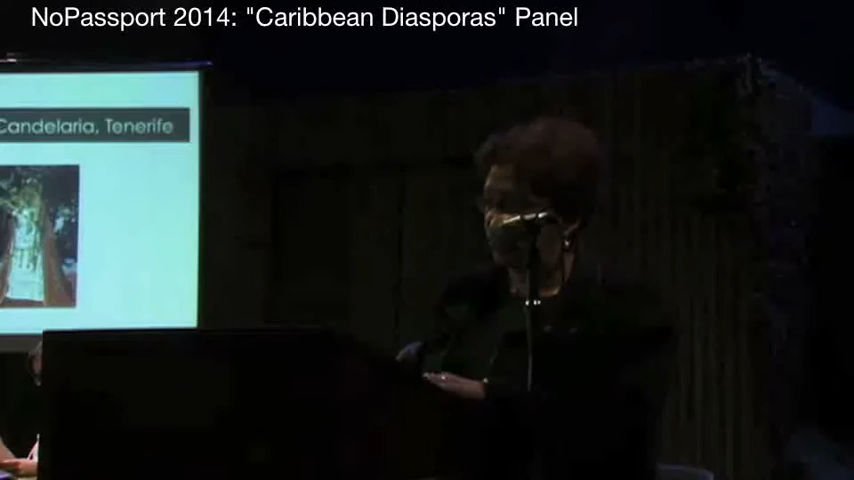 NoPassport 2014: "Caribbean Diasporas" Panel
Candelaria, Tenerife